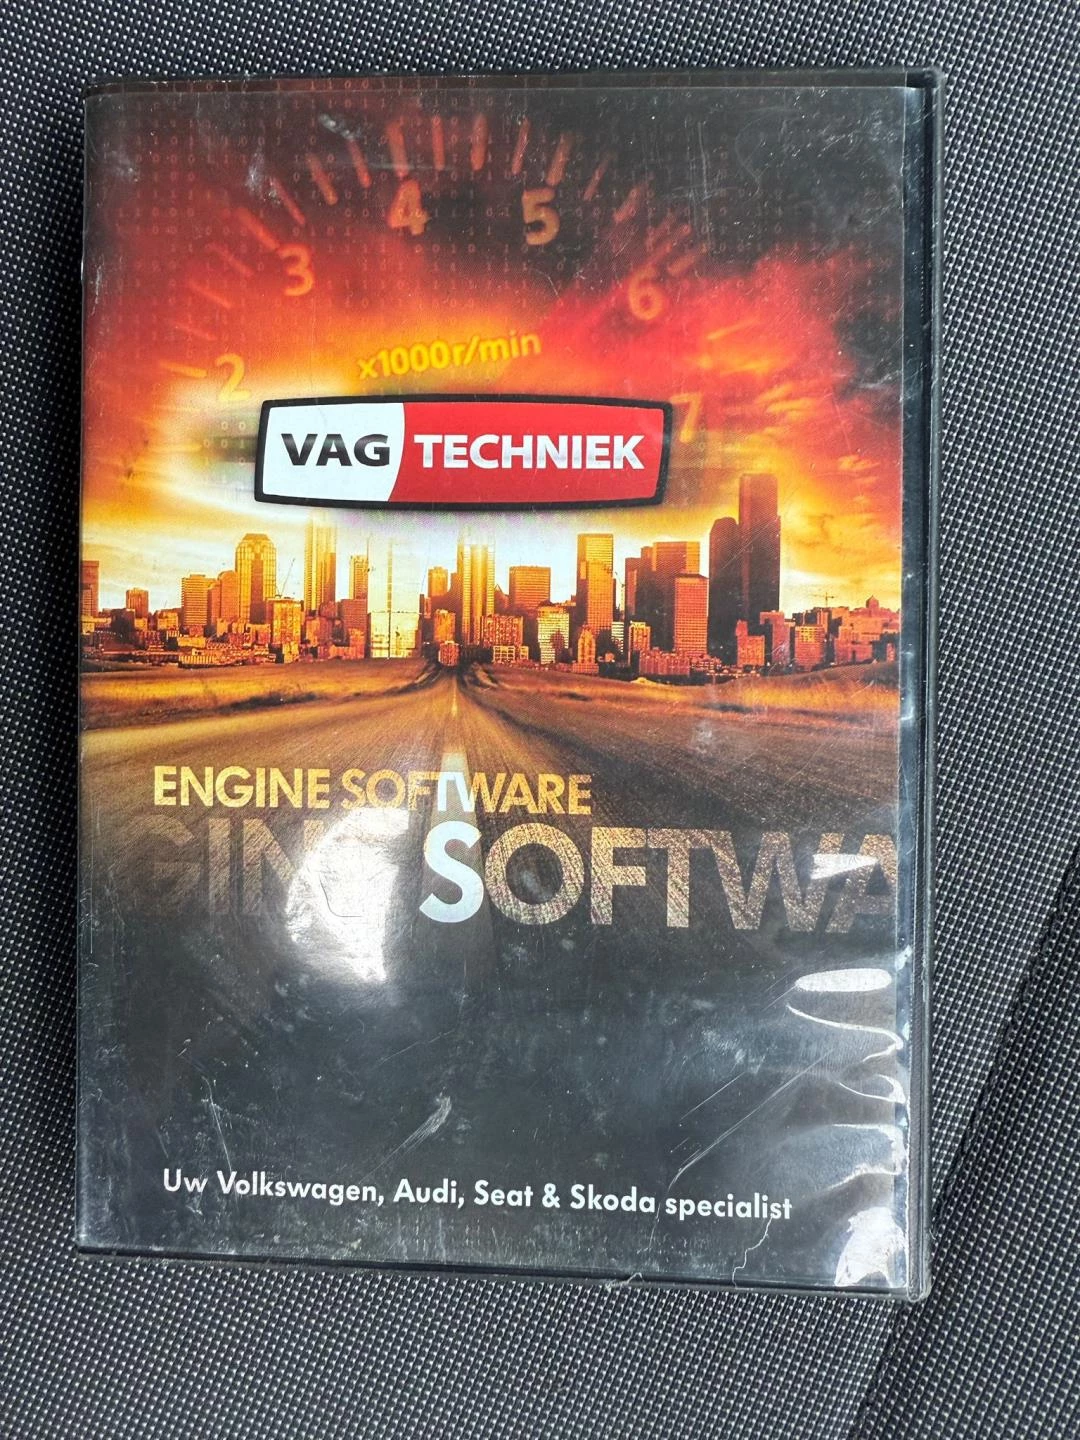 4 5
3 6
x1000r/min
2 7
VAG TECHNIEK
ENGINE SOFTWARE
GINE SOFTWA
Uw Volkswagen, Audi, Seat & Skoda specialist